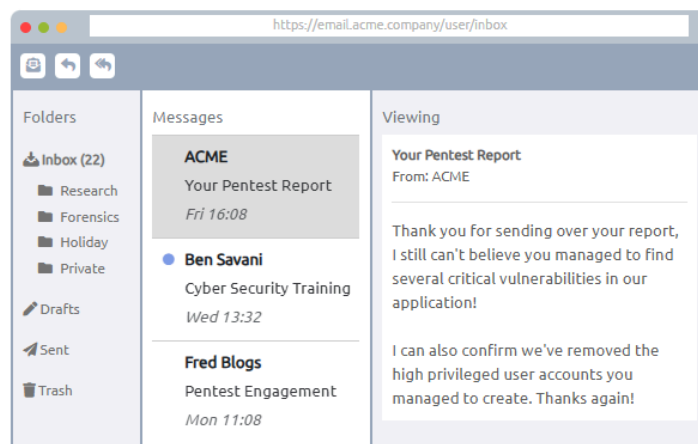 https://email.acme.company/user/inbox
Folders
Inbox (22)
Research
Forensics
Holiday
Private
Drafts
Sent
Trash
Messages
ACME
Your Pentest Report
Fri 16:08
Ben Savani
Cyber Security Training
Wed 13:32
Fred Blogs
Pentest Engagement
Mon 11:08
Viewing
Your Pentest Report
From: ACME
Thank you for sending over your report,
I still can't believe you managed to find
several critical vulnerabilities in our
application!
I can also confirm we've removed the
high privileged user accounts you
managed to create. Thanks again!